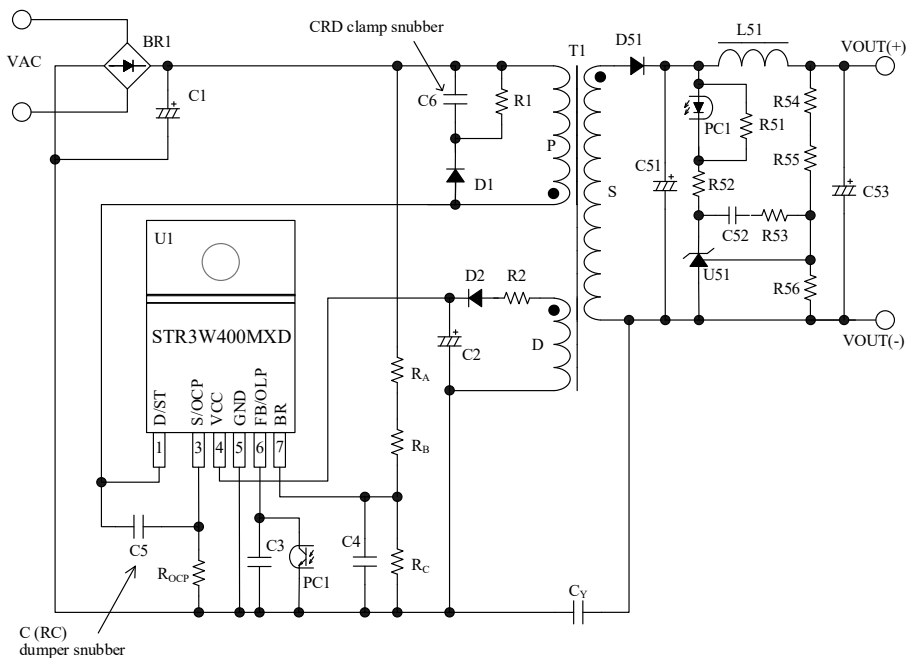 CRD clamp snubber
VAC
BR1
C1
C6
R1
D1
P
T1
S
D51
L51
VOUT(+)
PC1
R51
R54
R55
C51
R52
C53
C52
R53
U51
R56
VOUT(-)
U1
STR3W400MXD
D/ST
S/OCP
VCC
GND
FB/OLP
BR
1
3
4
5
6
7
D2
R2
C2
D
RA
RB
RC
C5
ROCP
C3
PC1
C4
CY
C (RC)
dumper snubber